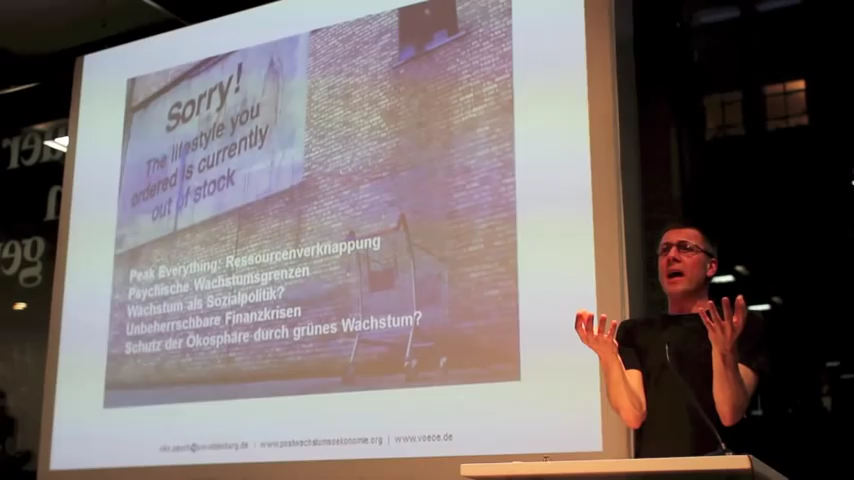 Sorry!
The lifestyle you
ordered is currently
out of stock
Peak Everything: Ressourcenverknappung
Psychische Wachstumsgrenzen
Wachstum als Sozialpolitik?
Unbeherrschbare Finanzkrisen
Schutz der Ökosphäre durch grünes Wachstum?
| www.postwachstumsoekonomie.org | www.voeoe.de